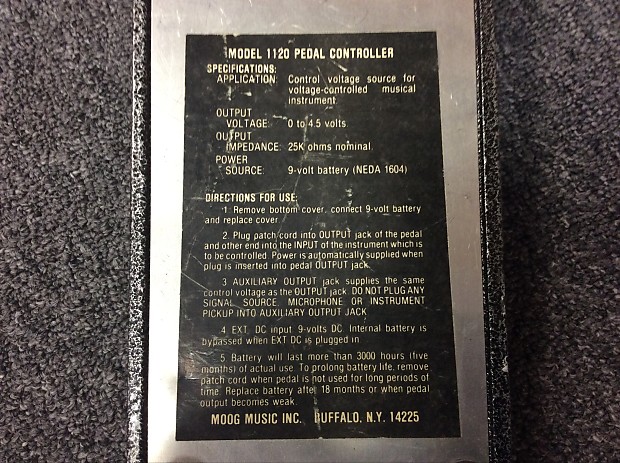 MODEL 1120 PEDAL CONTROLLER
SPECIFICATIONS:
APPLICATION: Control voltage source for
voltage-controlled musical
instrument.
OUTPUT
VOLTAGE: 0 to 4.5 volts.
OUTPUT
IMPEDANCE: 25K ohms nominal.
POWER
SOURCE: 9-volt battery (NEDA 1604)
DIRECTIONS FOR USE:
1. Remove bottom cover, connect 9-volt battery
and replace cover.
2. Plug patch cord into OUTPUT jack of the pedal
and other end into the INPUT of the instrument which is
to be controlled. Power is automatically supplied when
plug is inserted into pedal OUTPUT jack.
3. AUXILIARY OUTPUT jack supplies the same
control voltage as the OUTPUT jack. DO NOT PLUG ANY
SIGNAL SOURCE, MICROPHONE OR INSTRUMENT
PICKUP INTO AUXILIARY OUTPUT JACK.
4. EXT. DC input 9-volts DC. Internal battery is
bypassed when EXT DC is plugged in.
5. Battery will last more than 3000 hours (five
months) of actual use. To prolong battery life, remove
patch cord when pedal is not used for long periods of
time. Replace battery after 18 months or when pedal
output becomes weak.
MOOG MUSIC INC. BUFFALO, N.Y. 14225